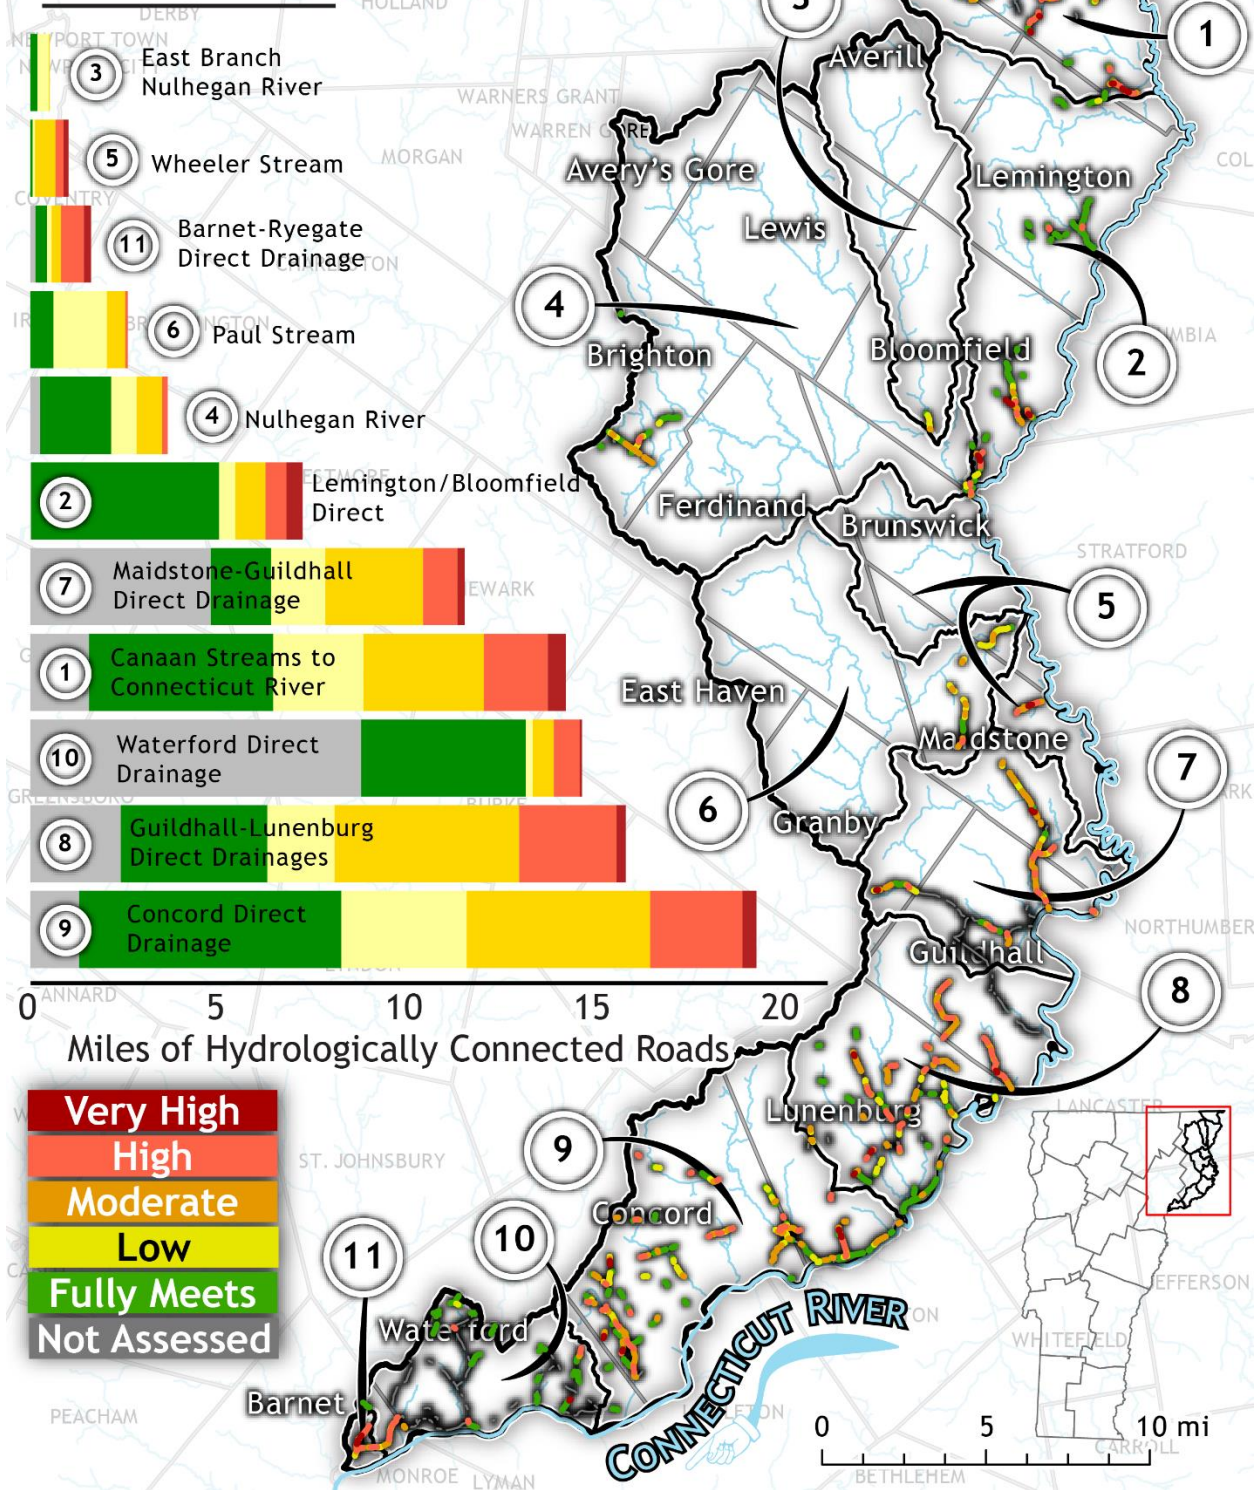 DERBY
HOLLAND
NEWPORT TOWN
3
East Branch
Nulhegan River
5
Wheeler Stream
COVENTRY
11
Barnet-Ryegate
Direct Drainage
6
Paul Stream
4
Nulhegan River
2
Lemington/Bloomfield
Direct
7
Maidstone-Guildhall
Direct Drainage
1
Canaan Streams to
Connecticut River
10
Waterford Direct
Drainage
8
Guildhall-Lunenburg
Direct Drainages
9
Concord Direct
Drainage
0 5 10 15 20
Miles of Hydrologically Connected Roads
Very High
High
Moderate
Low
Fully Meets
Not Assessed
WARNERS GRANT
WARREN GORE
MORGAN
Averill
1
Avery's Gore
Lemington
Lewis
4
Brighton
Bloomfield
2
Ferdinand
Brunswick
STRATFORD
5
East Haven
Maidstone
7
6
Granby
Guildhall
8
Lunenburg
LANCASTER
ST. JOHNSBURY
9
Concord
10
11
Waterford
Barnet
CONNECTICUT RIVER
JEFFERSON
WHITEFIELD
PEACHAM
MONROE
LYMAN
0 5 10 mi
CARROLL
BETHLEHEM